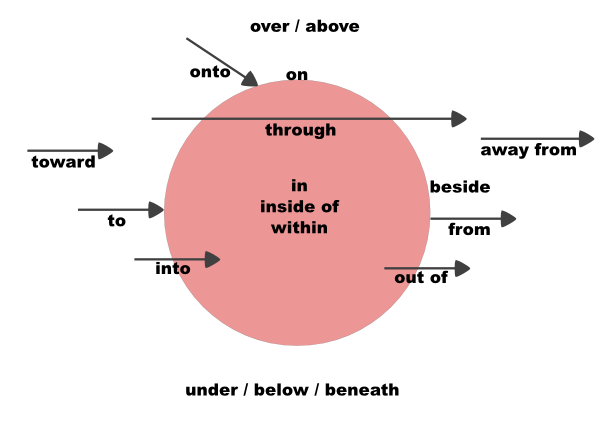 over / above
onto
on
through
away from
toward
in
beside
inside of
to
within
from
into
out of
under / below / beneath